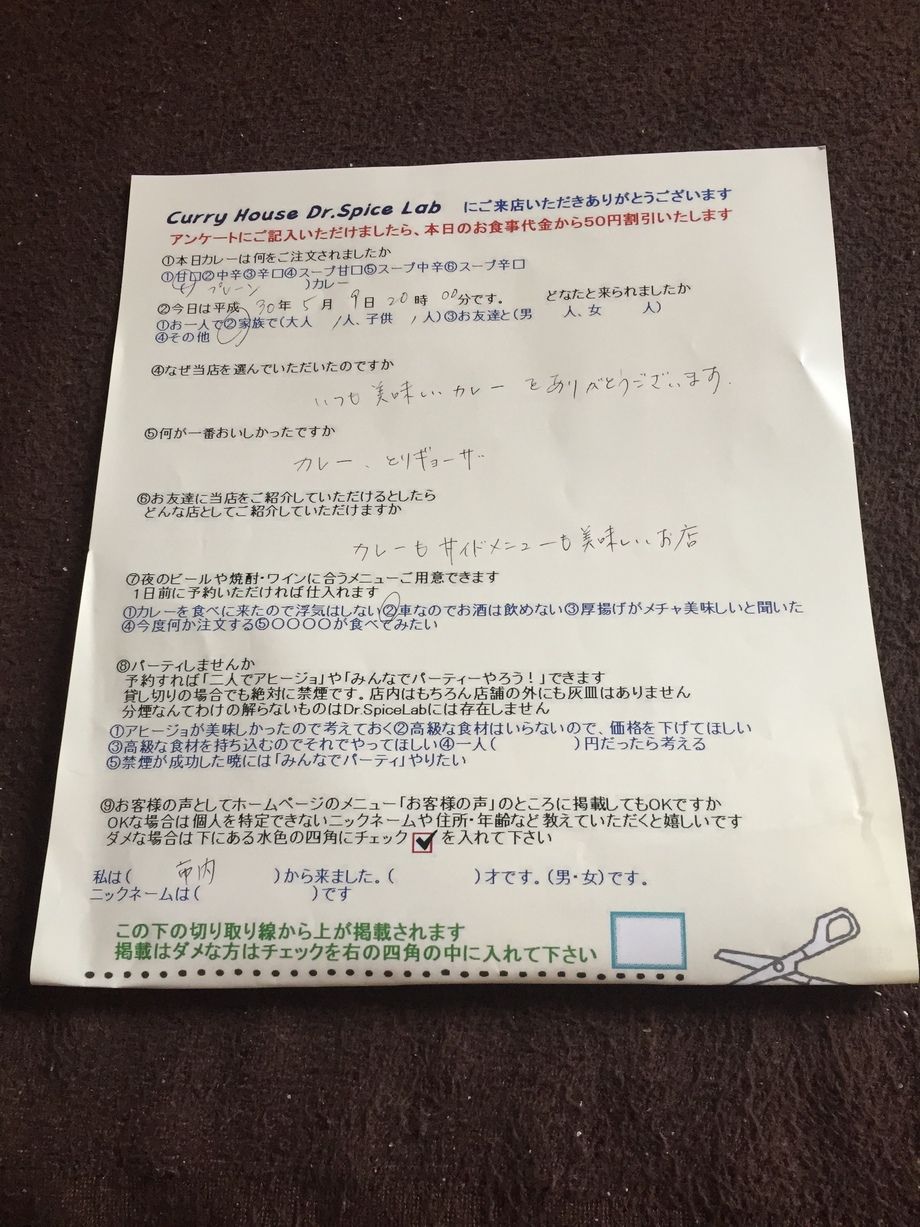 Curry House Dr.Spice Lab にご来店いただきありがとうございます
アンケートにご記入いただけましたら、本日のお食事代金から50円割引いたします
①本日カレーは何をご注文されましたか
①甘口②中辛③辛口④スープ甘口⑤スープ中辛⑥スープ辛口
プレーン )カレー
②今日は平成 30年 5月 9日 20時 00分です。 どなたと来られましたか
①お一人で②家族で(大人 1人、子供 1人)③お友達と(男 人、女 人)
④その他
④なぜ当店を選んでいただいたのですか
いつも美味しいカレーをありがとうございます.
⑤何が一番おいしかったですか
カレー、とりギョーザ
⑥お友達に当店をご紹介していただけるとしたら
どんな店としてご紹介していただけますか
カレーもサイドメニューも美味しいお店
⑦夜のビールや焼酎・ワインに合うメニューご用意できます
1日前に予約いただければ仕入れます
①カレーを食べに来たので浮気はしない②車なのでお酒は飲めない③厚揚げがメチャ美味しいと聞いた
④今度何か注文する⑤〇〇〇〇が食べてみたい
⑧パーティしませんか
予約すれば「二人でアヒージョ」や「みんなでパーティーやろう!」できます
貸し切りの場合でも絶対に禁煙です。店内はもちろん店舗の外にも灰皿はありません
分煙なんてわけの解らないものはDr.SpiceLabには存在しません
①アヒージョが美味しかったので考えておく②高級な食材はいらないので、価格を下げてほしい
③高級な食材を持ち込むのでそれでやってほしい④一人( )円だったら考える
⑤禁煙が成功した暁には「みんなでパーティ」やりたい
⑨お客様の声としてホームページのメニュー「お客様の声」のところに掲載してもOKですか
OKな場合は個人を特定できないニックネームや住所・年齢など教えていただくと嬉しいです
ダメな場合は下にある水色の四角にチェック を入れて下さい
私は( 市内 )から来ました。( )才です。(男・女)です。
ニックネームは( )です
この下の切り取り線から上が掲載されます
掲載はダメな方はチェックを右の四角の中に入れて下さい